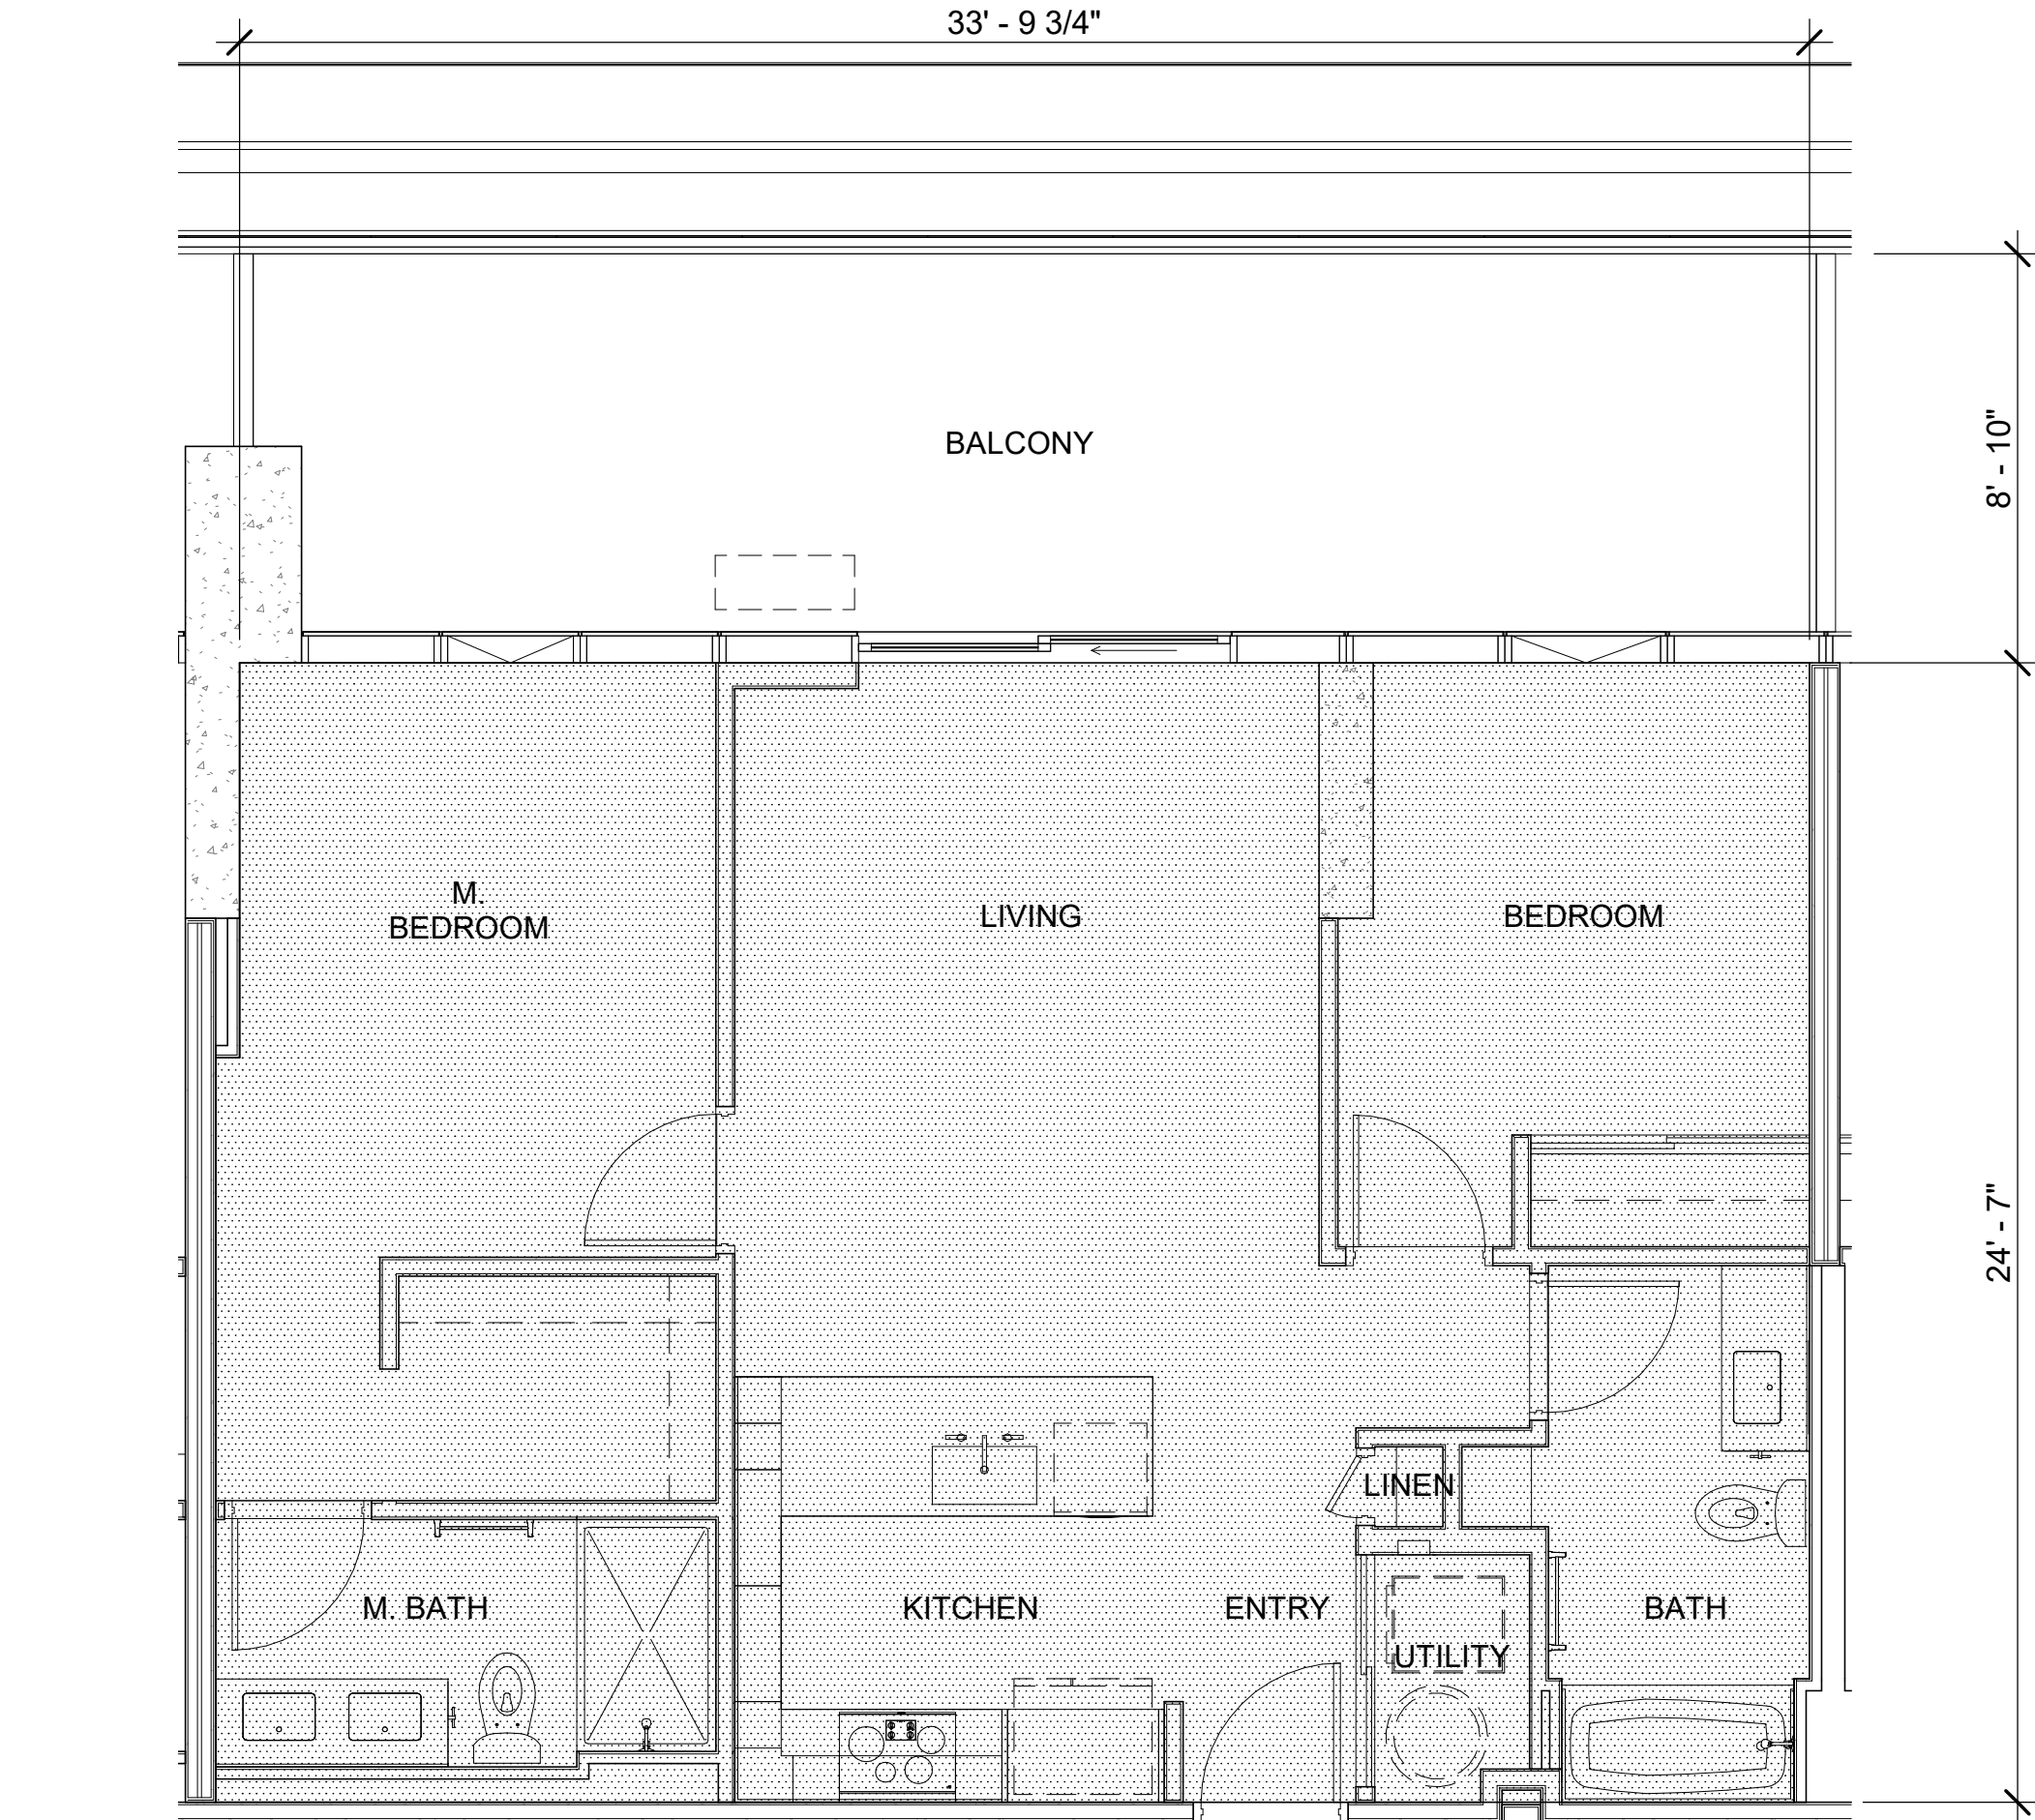 33' - 9 3/4"
BALCONY
8' - 10"
M.
BEDROOM
LIVING
BEDROOM
24' - 7"
LINEN
M. BATH
KITCHEN
ENTRY
BATH
UTILITY